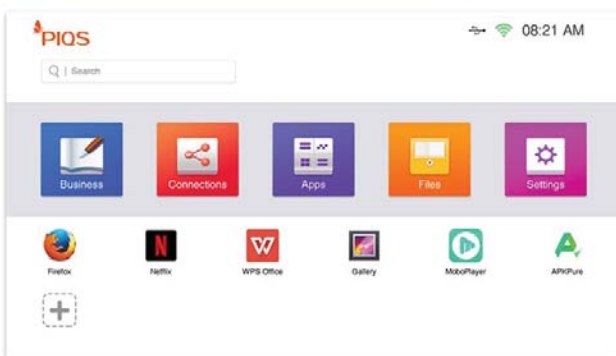 PIQS
08:21 AM
Search
Business
Connections
Apps
Files
Settings
Firefox
Netflix
WPS Office
Gallery
MoboPlayer
APKPure